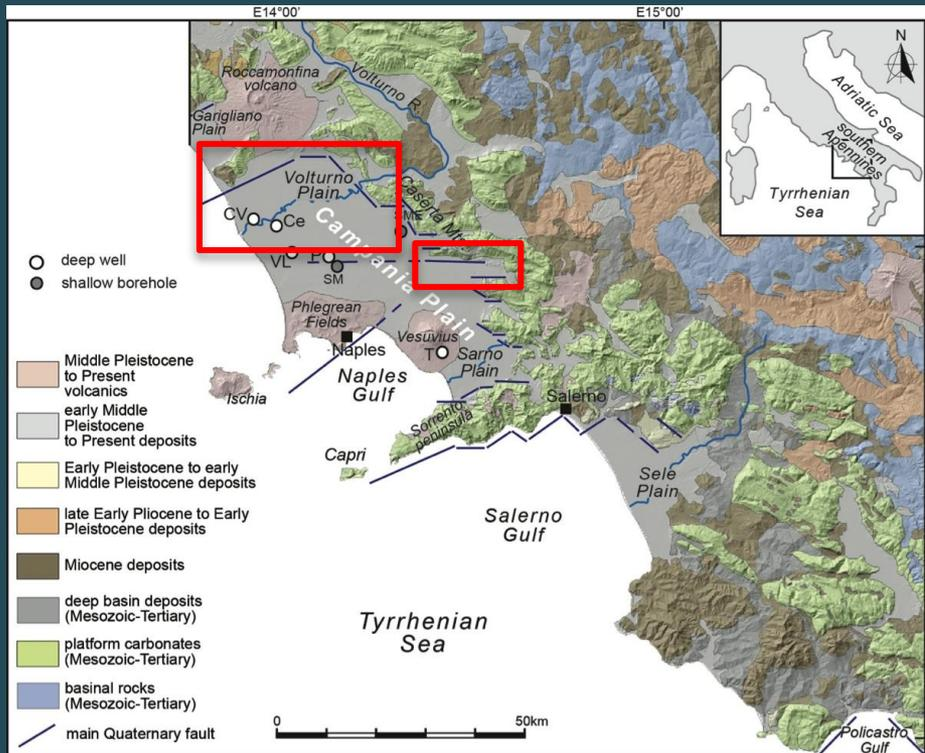 E14°00'
E15°00'
Roccamonfina
volcano
Volturno R.
Garigliano
Plain
Volturno
Plain
Caserta Mts
SME
CV
Ce
Campania Plain
VL
P
SM
Phlegrean
Fields
Naples
Vesuvius
T
Sarno
Plain
Ischia
Naples
Gulf
Sorrento
peninsula
Salerno
Capri
Sele
Plain
Salerno
Gulf
Tyrrhenian
Sea
Policastro
Gulf
N
Adriatic Sea
southern
Apennines
Tyrrhenian
Sea
deep well
shallow borehole
Middle Pleistocene
to Present
volcanics
early Middle
Pleistocene
to Present deposits
Early Pleistocene to early
Middle Pleistocene deposits
late Early Pliocene to Early
Pleistocene deposits
Miocene deposits
deep basin deposits
(Mesozoic-Tertiary)
platform carbonates
(Mesozoic-Tertiary)
basinal rocks
(Mesozoic-Tertiary)
main Quaternary fault
0
50km